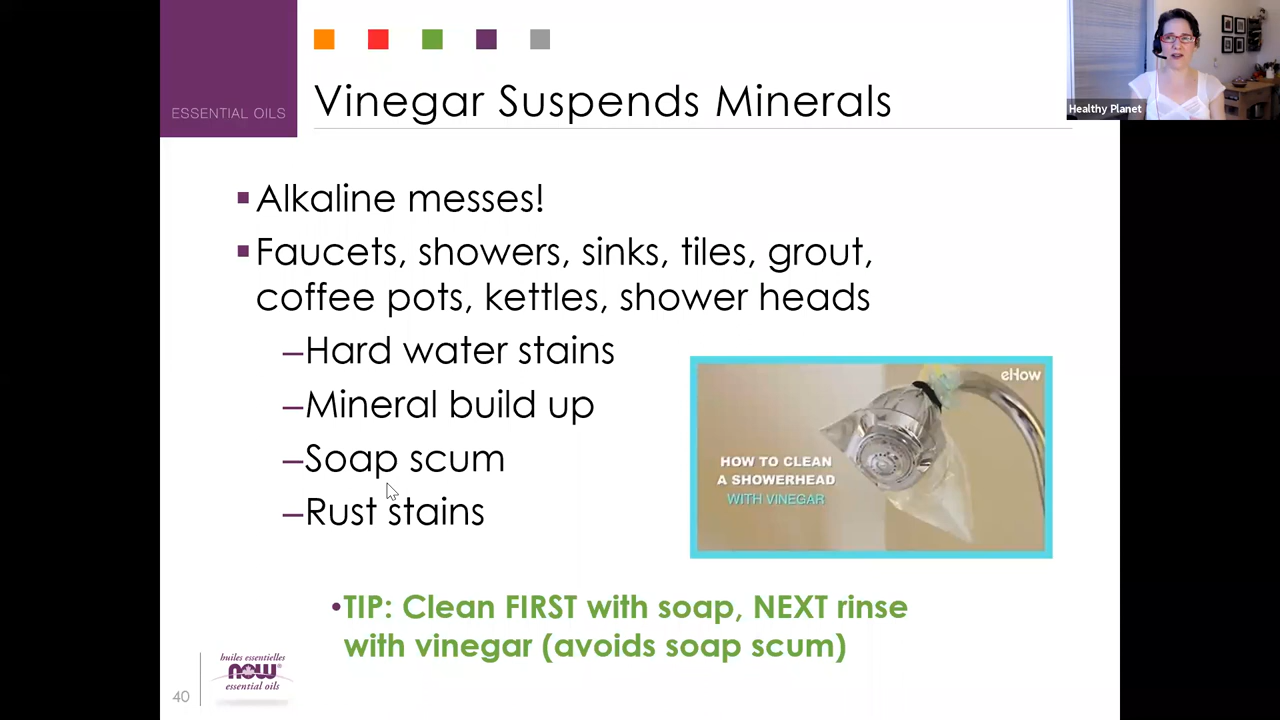 Healthy Planet
ESSENTIAL OILS
Vinegar Suspends Minerals
Alkaline messes!
Faucets, showers, sinks, tiles, grout,
coffee pots, kettles, shower heads
–Hard water stains
–Mineral build up
–Soap scum
–Rust stains
eHow
HOW TO CLEAN
A SHOWERHEAD
WITH VINEGAR
•TIP: Clean FIRST with soap, NEXT rinse
with vinegar (avoids soap scum)
40
huiles essentielles
NOW®
essential oils